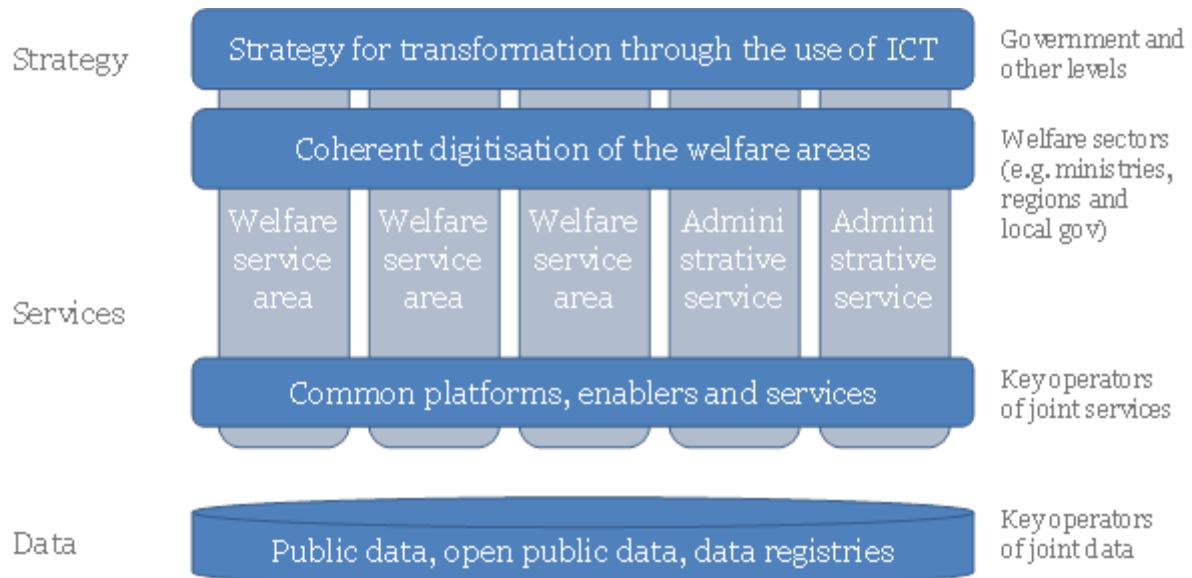 Strategy
Strategy for transformation through the use of ICT
Government and
other levels
Coherent digitisation of the welfare areas
Welfare sectors
(e.g. ministries,
regions and
local gov)
Welfare
service
area
Welfare
service
area
Welfare
service
area
Admini
strative
service
Admini
strative
service
Services
Common platforms, enablers and services
Key operators
of joint services
Data
Public data, open public data, data registries
Key operators
of joint data